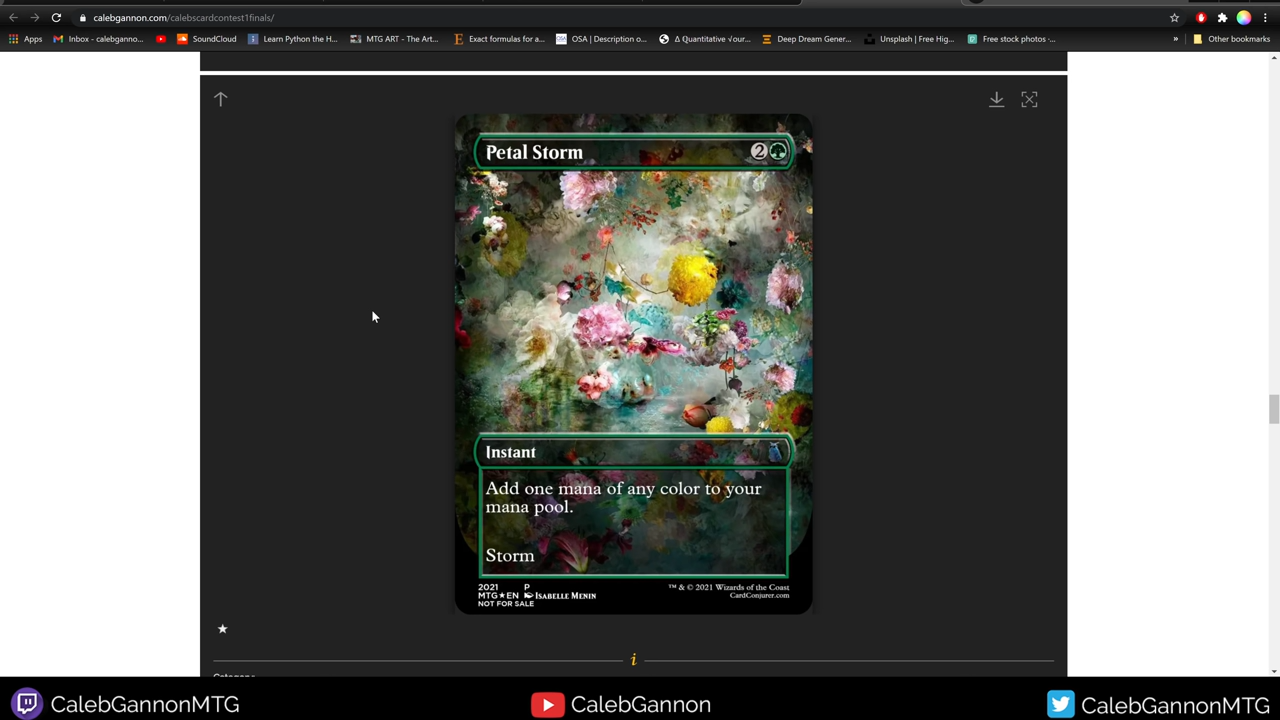 calebgannon.com/calebscardcontest1finals/
Apps
Inbox - calebganno...
SoundCloud
Learn Python the H...
MTG ART - The Art...
Exact formulas for a...
OSA | Description o...
Δ Quantitative √our...
Deep Dream Gener...
Unsplash | Free Hig...
Free stock photos ·...
»
Other bookmarks
Petal Storm 2
Instant
Add one mana of any color to your
mana pool.
Storm
2021 P
MTG★EN ISABELLE MENIN
NOT FOR SALE
™ & © 2021 Wizards of the Coast
CardConjurer.com
i
CalebGannonMTG
CalebGannon
CalebGannonMTG